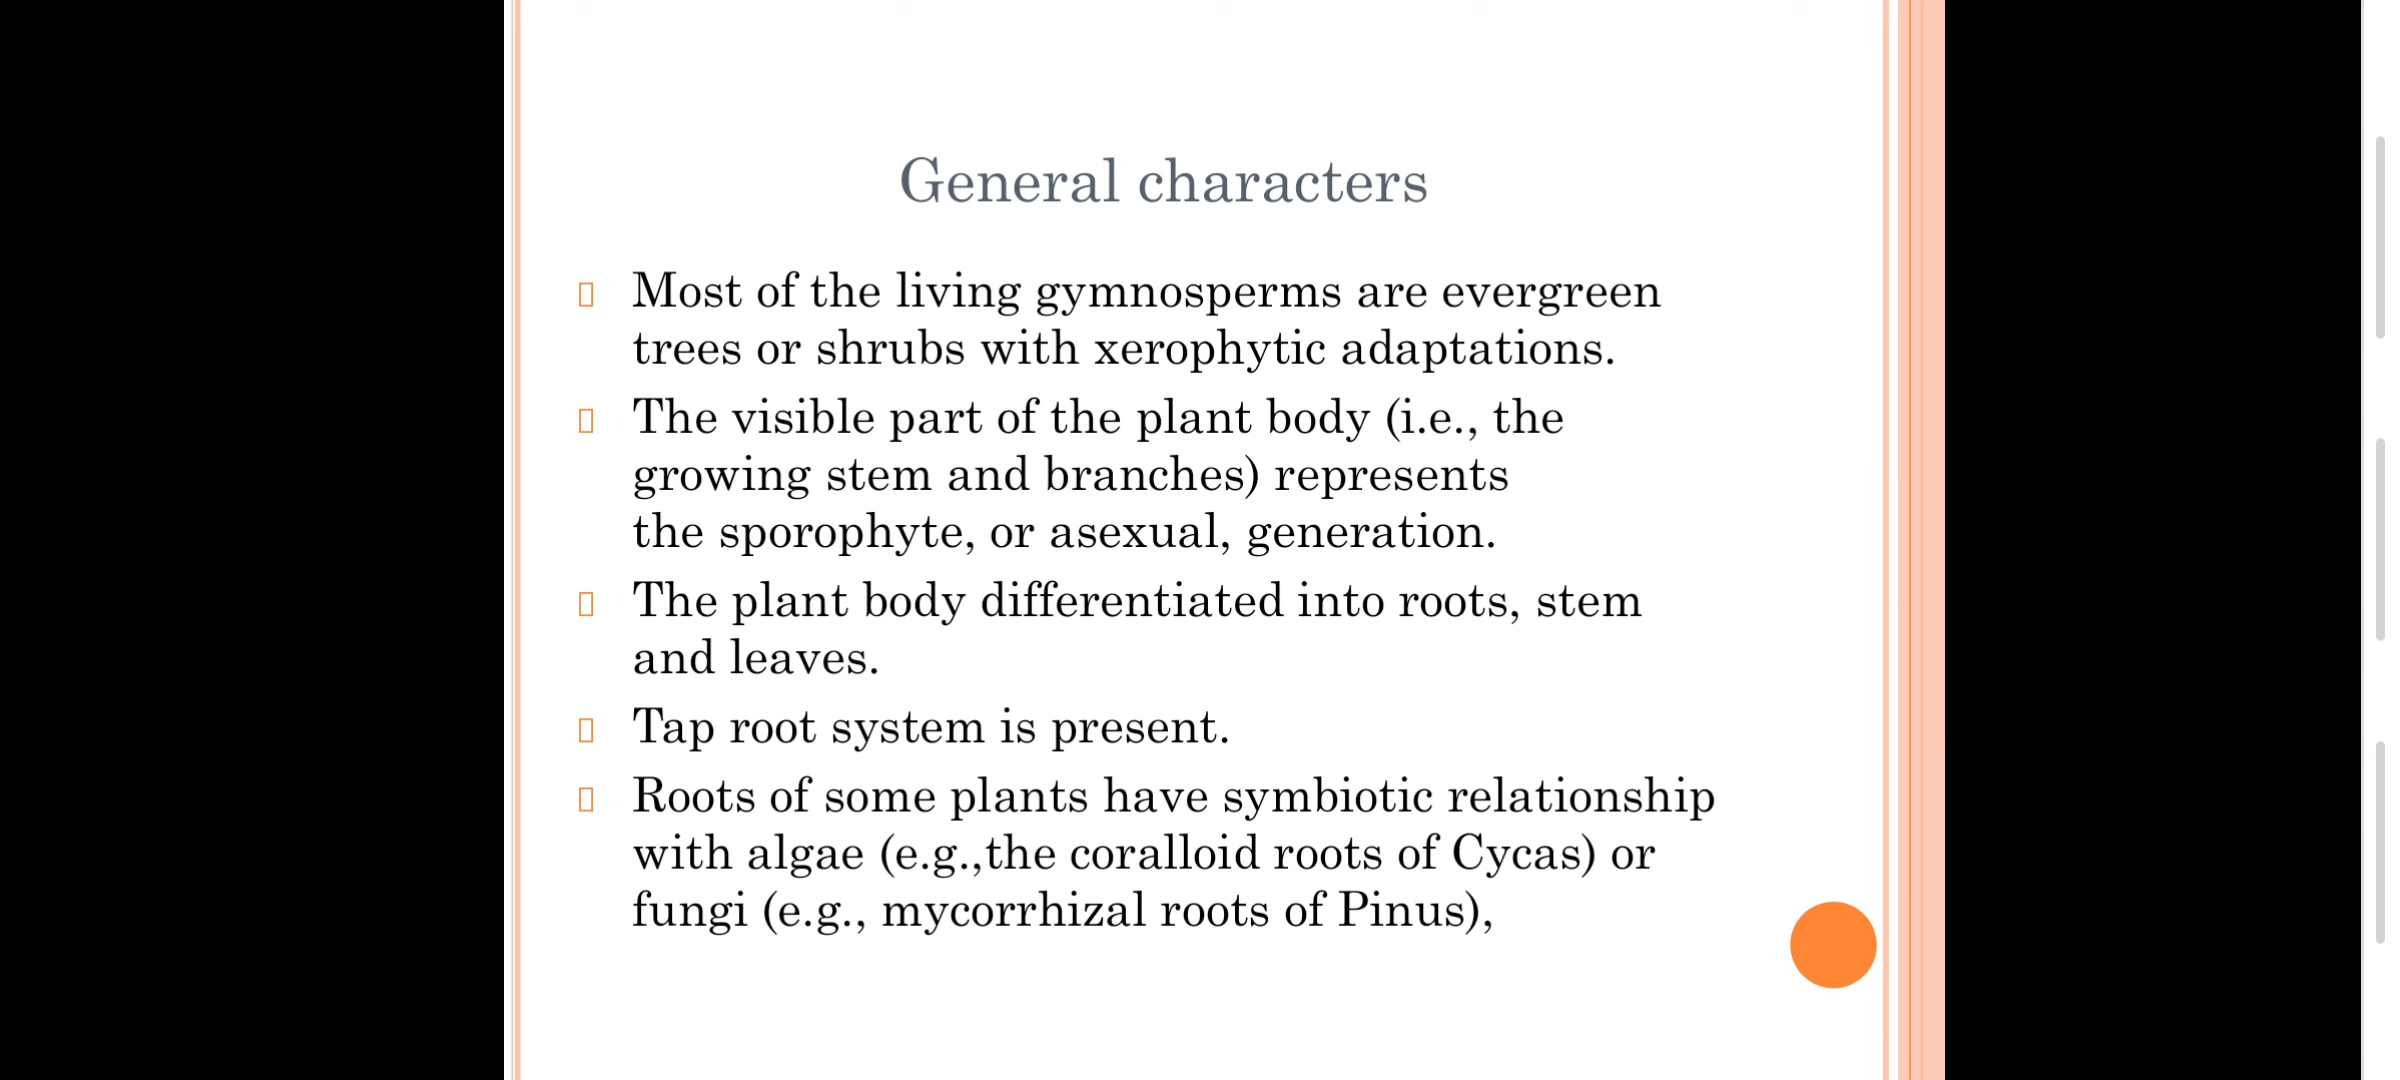 General characters
Most of the living gymnosperms are evergreen
trees or shrubs with xerophytic adaptations.
The visible part of the plant body (i.e., the
growing stem and branches) represents
the sporophyte, or asexual, generation.
The plant body differentiated into roots, stem
and leaves.
Tap root system is present.
Roots of some plants have symbiotic relationship
with algae (e.g.,the coralloid roots of Cycas) or
fungi (e.g., mycorrhizal roots of Pinus),